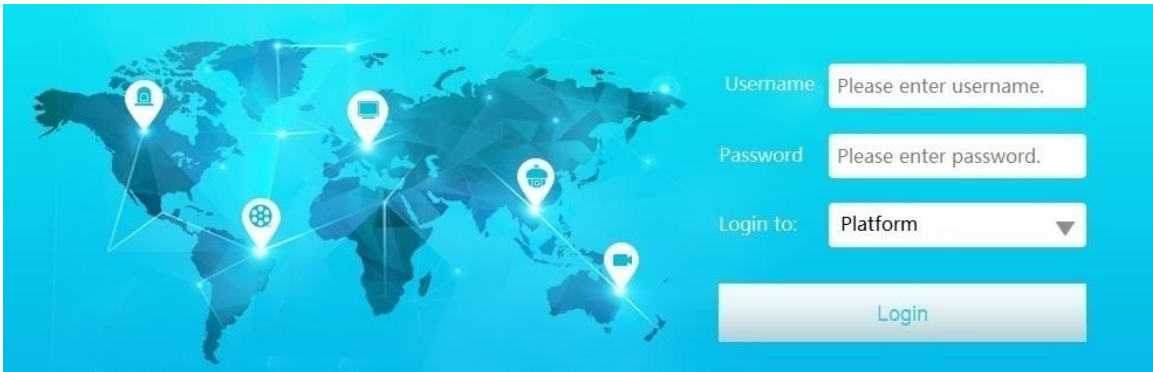 Username
Please enter username.
Password
Please enter password.
Login to:
Platform
Login